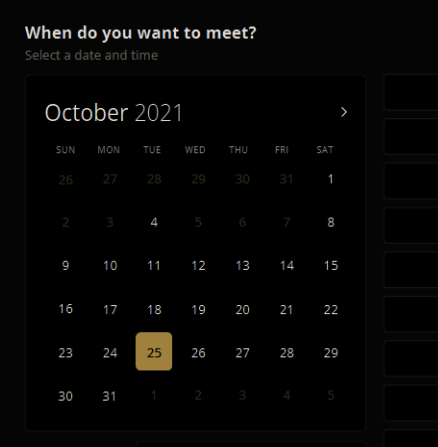 When do you want to meet?
Select a date and time
October 2021
SUN MON TUE WED THU FRI SAT
26 27 28 29 30 31 1
2 3 4 5 6 7 8
9 10 11 12 13 14 15
16 17 18 19 20 21 22
23 24 25 26 27 28 29
30 31 1 2 3 4 5